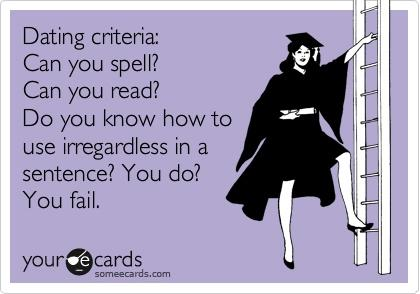 Dating criteria:
Can you spell?
Can you read?
Do you know how to
use irregardless in a
sentence? You do?
You fail.
your e cards
someecards.com